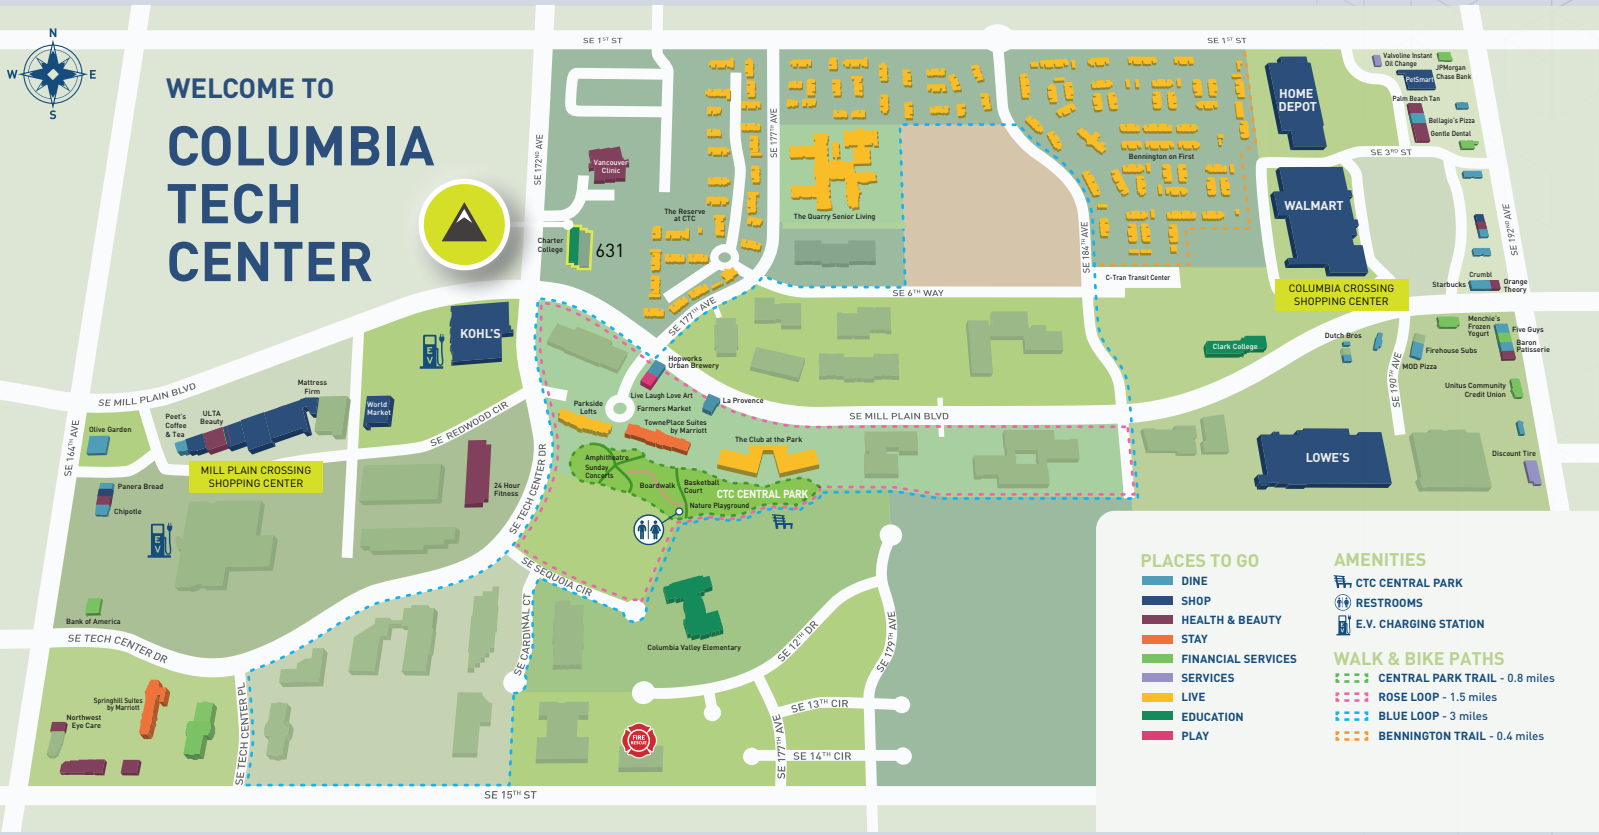 N
W E
S
WELCOME TO
COLUMBIA
TECH
CENTER
SE 1ST ST
SE 1ST ST
SE 172ND AVE
SE 177TH AVE
Vancouver
Clinic
Charter
College
631
The Reserve
at CTC
The Quarry Senior Living
Bennington on First
SE 184TH AVE
C-Tran Transit Center
SE 6TH WAY
SE 177TH AVE
HOME
DEPOT
WALMART
Valvoline Instant
Oil Change
JPMorgan
Chase Bank
PetSmart
Palm Beach Tan
Bellagio's Pizza
Gentle Dental
SE 3RD ST
SE 192ND AVE
Crumbl
Starbucks
Orange
Theory
COLUMBIA CROSSING
SHOPPING CENTER
Menchie's
Frozen
Yogurt
Five Guys
Baron
Patisserie
Dutch Bros
Firehouse Subs
MOD Pizza
SE 190TH AVE
Unitus Community
Credit Union
Discount Tire
Clark College
LOWE'S
KOHL'S
E
V
SE MILL PLAIN BLVD
Mattress
Firm
World
Market
Peet's
Coffee
& Tea
ULTA
Beauty
Olive Garden
SE 164TH AVE
MILL PLAIN CROSSING
SHOPPING CENTER
SE REDWOOD CIR
Panera Bread
Chipotle
E
V
24 Hour
Fitness
SE TECH CENTER DR
Hopworks
Urban Brewery
Live Laugh Love Art
Farmers Market
La Provence
Parkside
Lofts
TownePlace Suites
by Marriott
The Club at the Park
SE MILL PLAIN BLVD
Amphitheatre
Sunday
Concerts
Boardwalk
Basketball
Court
CTC CENTRAL PARK
Nature Playground
SE SEQUOIA CIR
SE CARDINAL CT
Columbia Valley Elementary
SE 12TH DR
SE 179TH AVE
SE 13TH CIR
SE 177TH AVE
SE 14TH CIR
FIRE
RESCUE
Bank of America
SE TECH CENTER DR
Springhill Suites
by Marriott
Northwest
Eye Care
SE TECH CENTER PL
SE 15TH ST
PLACES TO GO
DINE
SHOP
HEALTH & BEAUTY
STAY
FINANCIAL SERVICES
SERVICES
LIVE
EDUCATION
PLAY
AMENITIES
CTC CENTRAL PARK
RESTROOMS
E.V. CHARGING STATION
WALK & BIKE PATHS
CENTRAL PARK TRAIL - 0.8 miles
ROSE LOOP - 1.5 miles
BLUE LOOP - 3 miles
BENNINGTON TRAIL - 0.4 miles